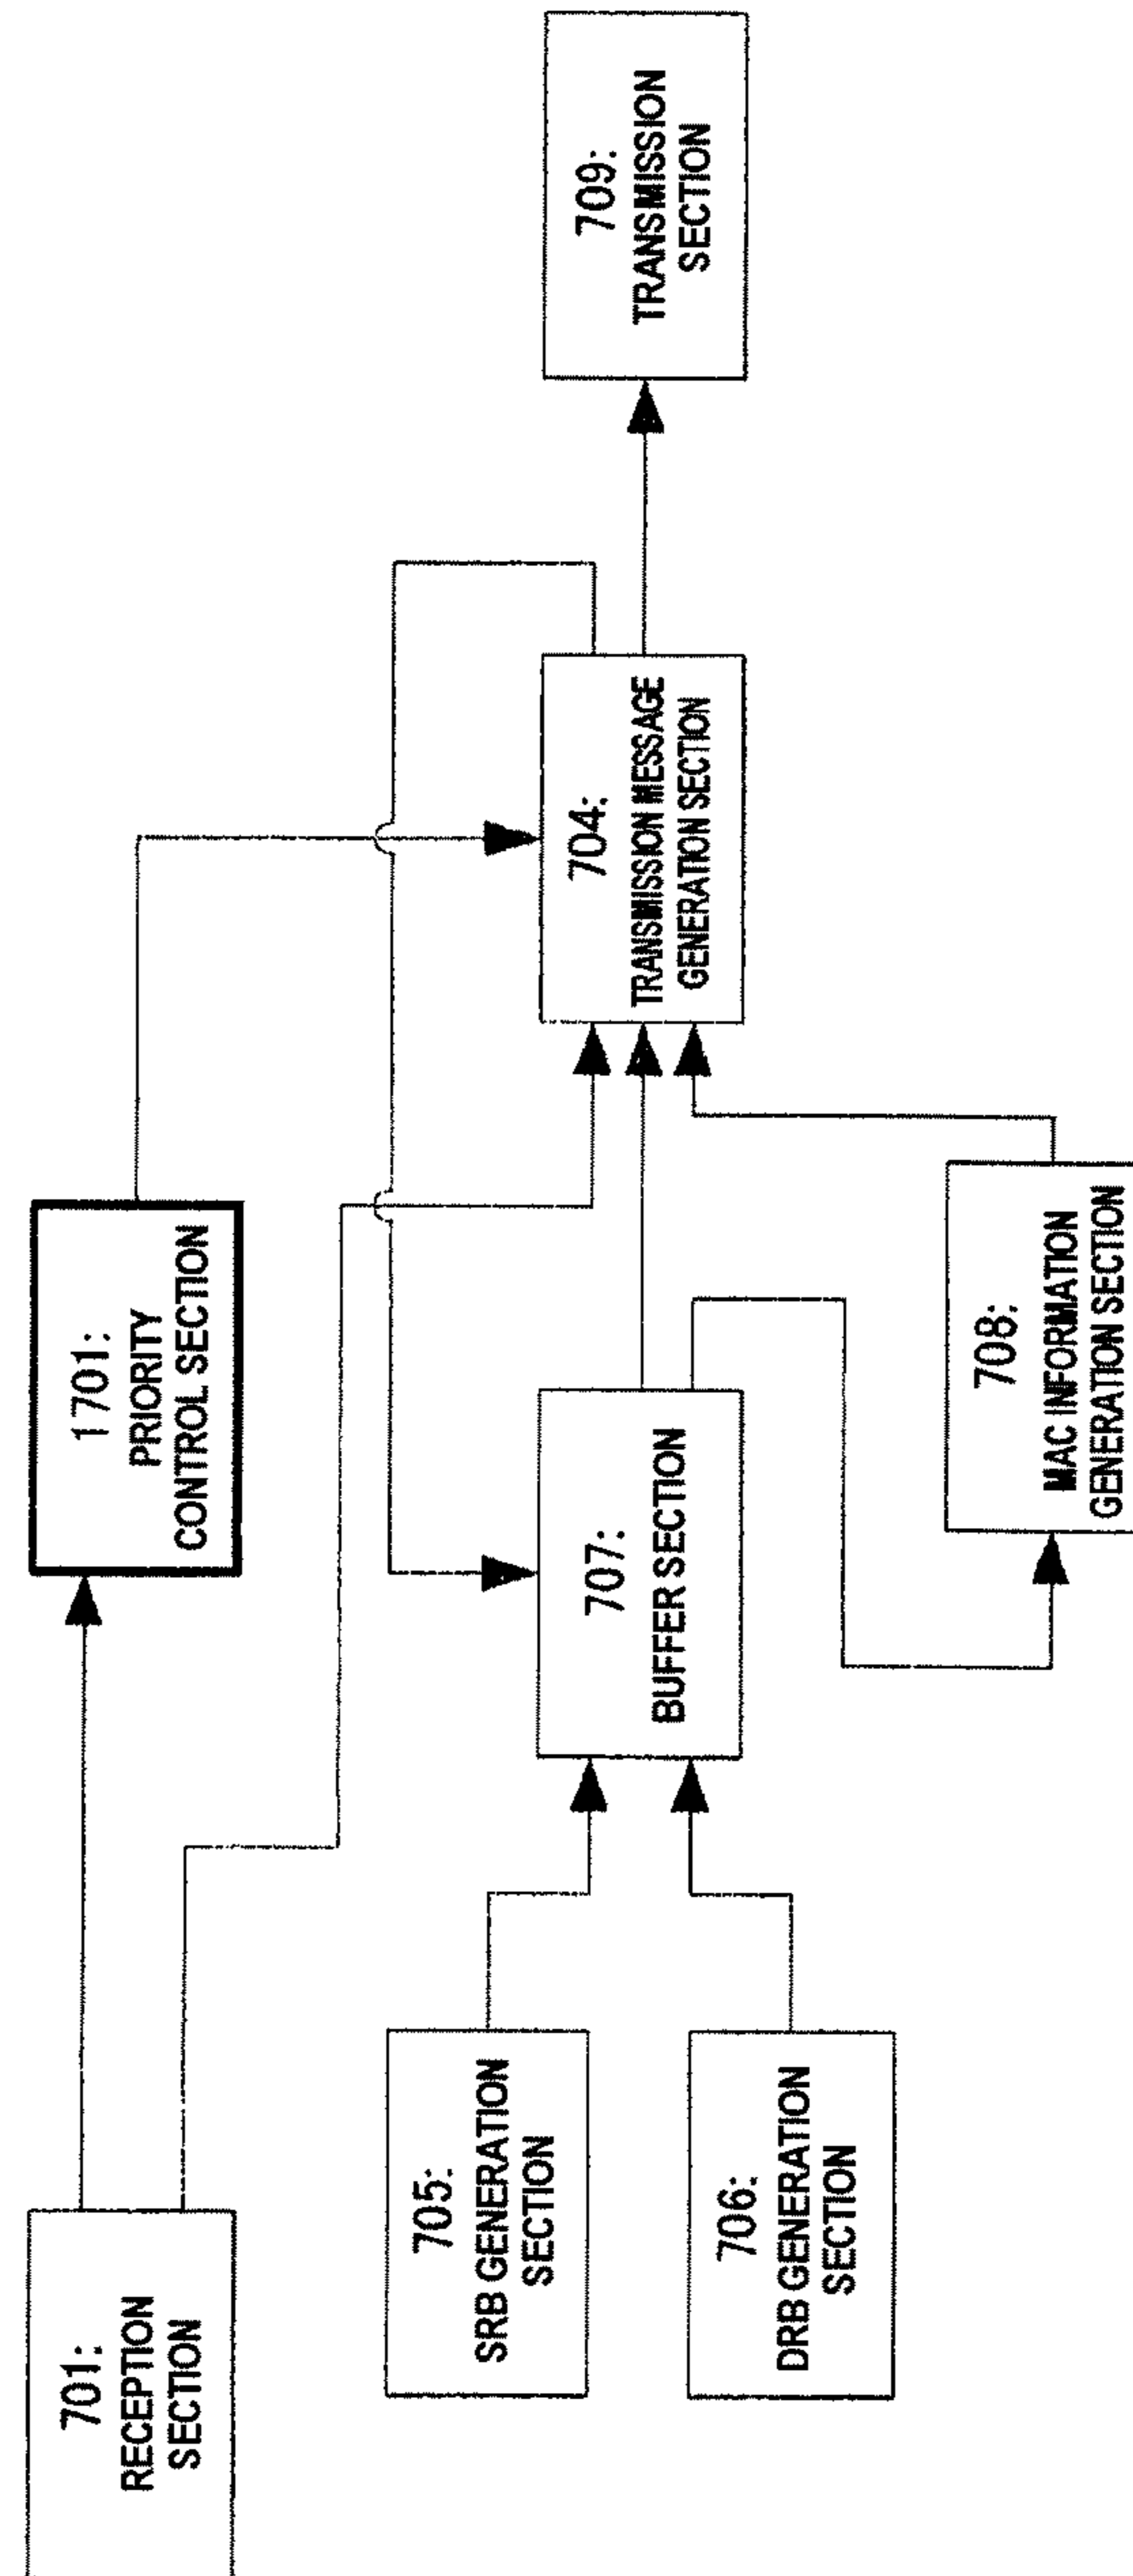 701:
RECEPTION
SECTION
1701:
PRIORITY
CONTROL SECTION
705:
SRB GENERATION
SECTION
706:
DRB GENERATION
SECTION
707:
BUFFER SECTION
708:
MAC INFORMATION
GENERATION SECTION
704:
TRANSMISSION MESSAGE
GENERATION SECTION
709:
TRANSMISSION
SECTION